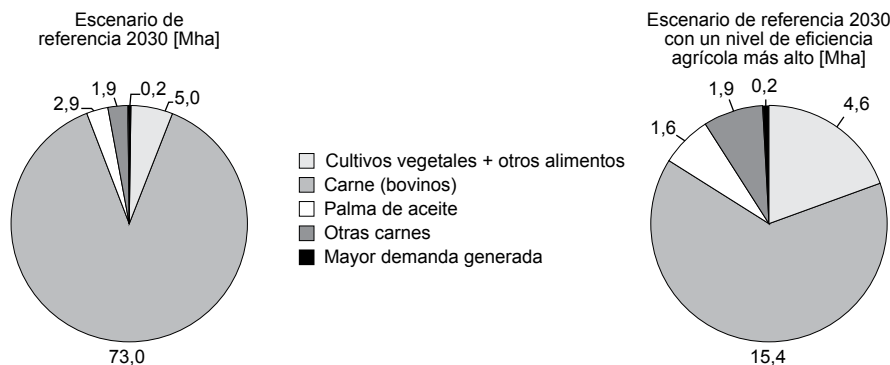 Escenario de
referencia 2030 [Mha]
2,9
1,9
0,2
5,0
73,0
Cultivos vegetales + otros alimentos
Carne (bovinos)
Palma de aceite
Otras carnes
Mayor demanda generada
Escenario de referencia 2030
con un nivel de eficiencia
agrícola más alto [Mha]
1,6
1,9
0,2
4,6
15,4